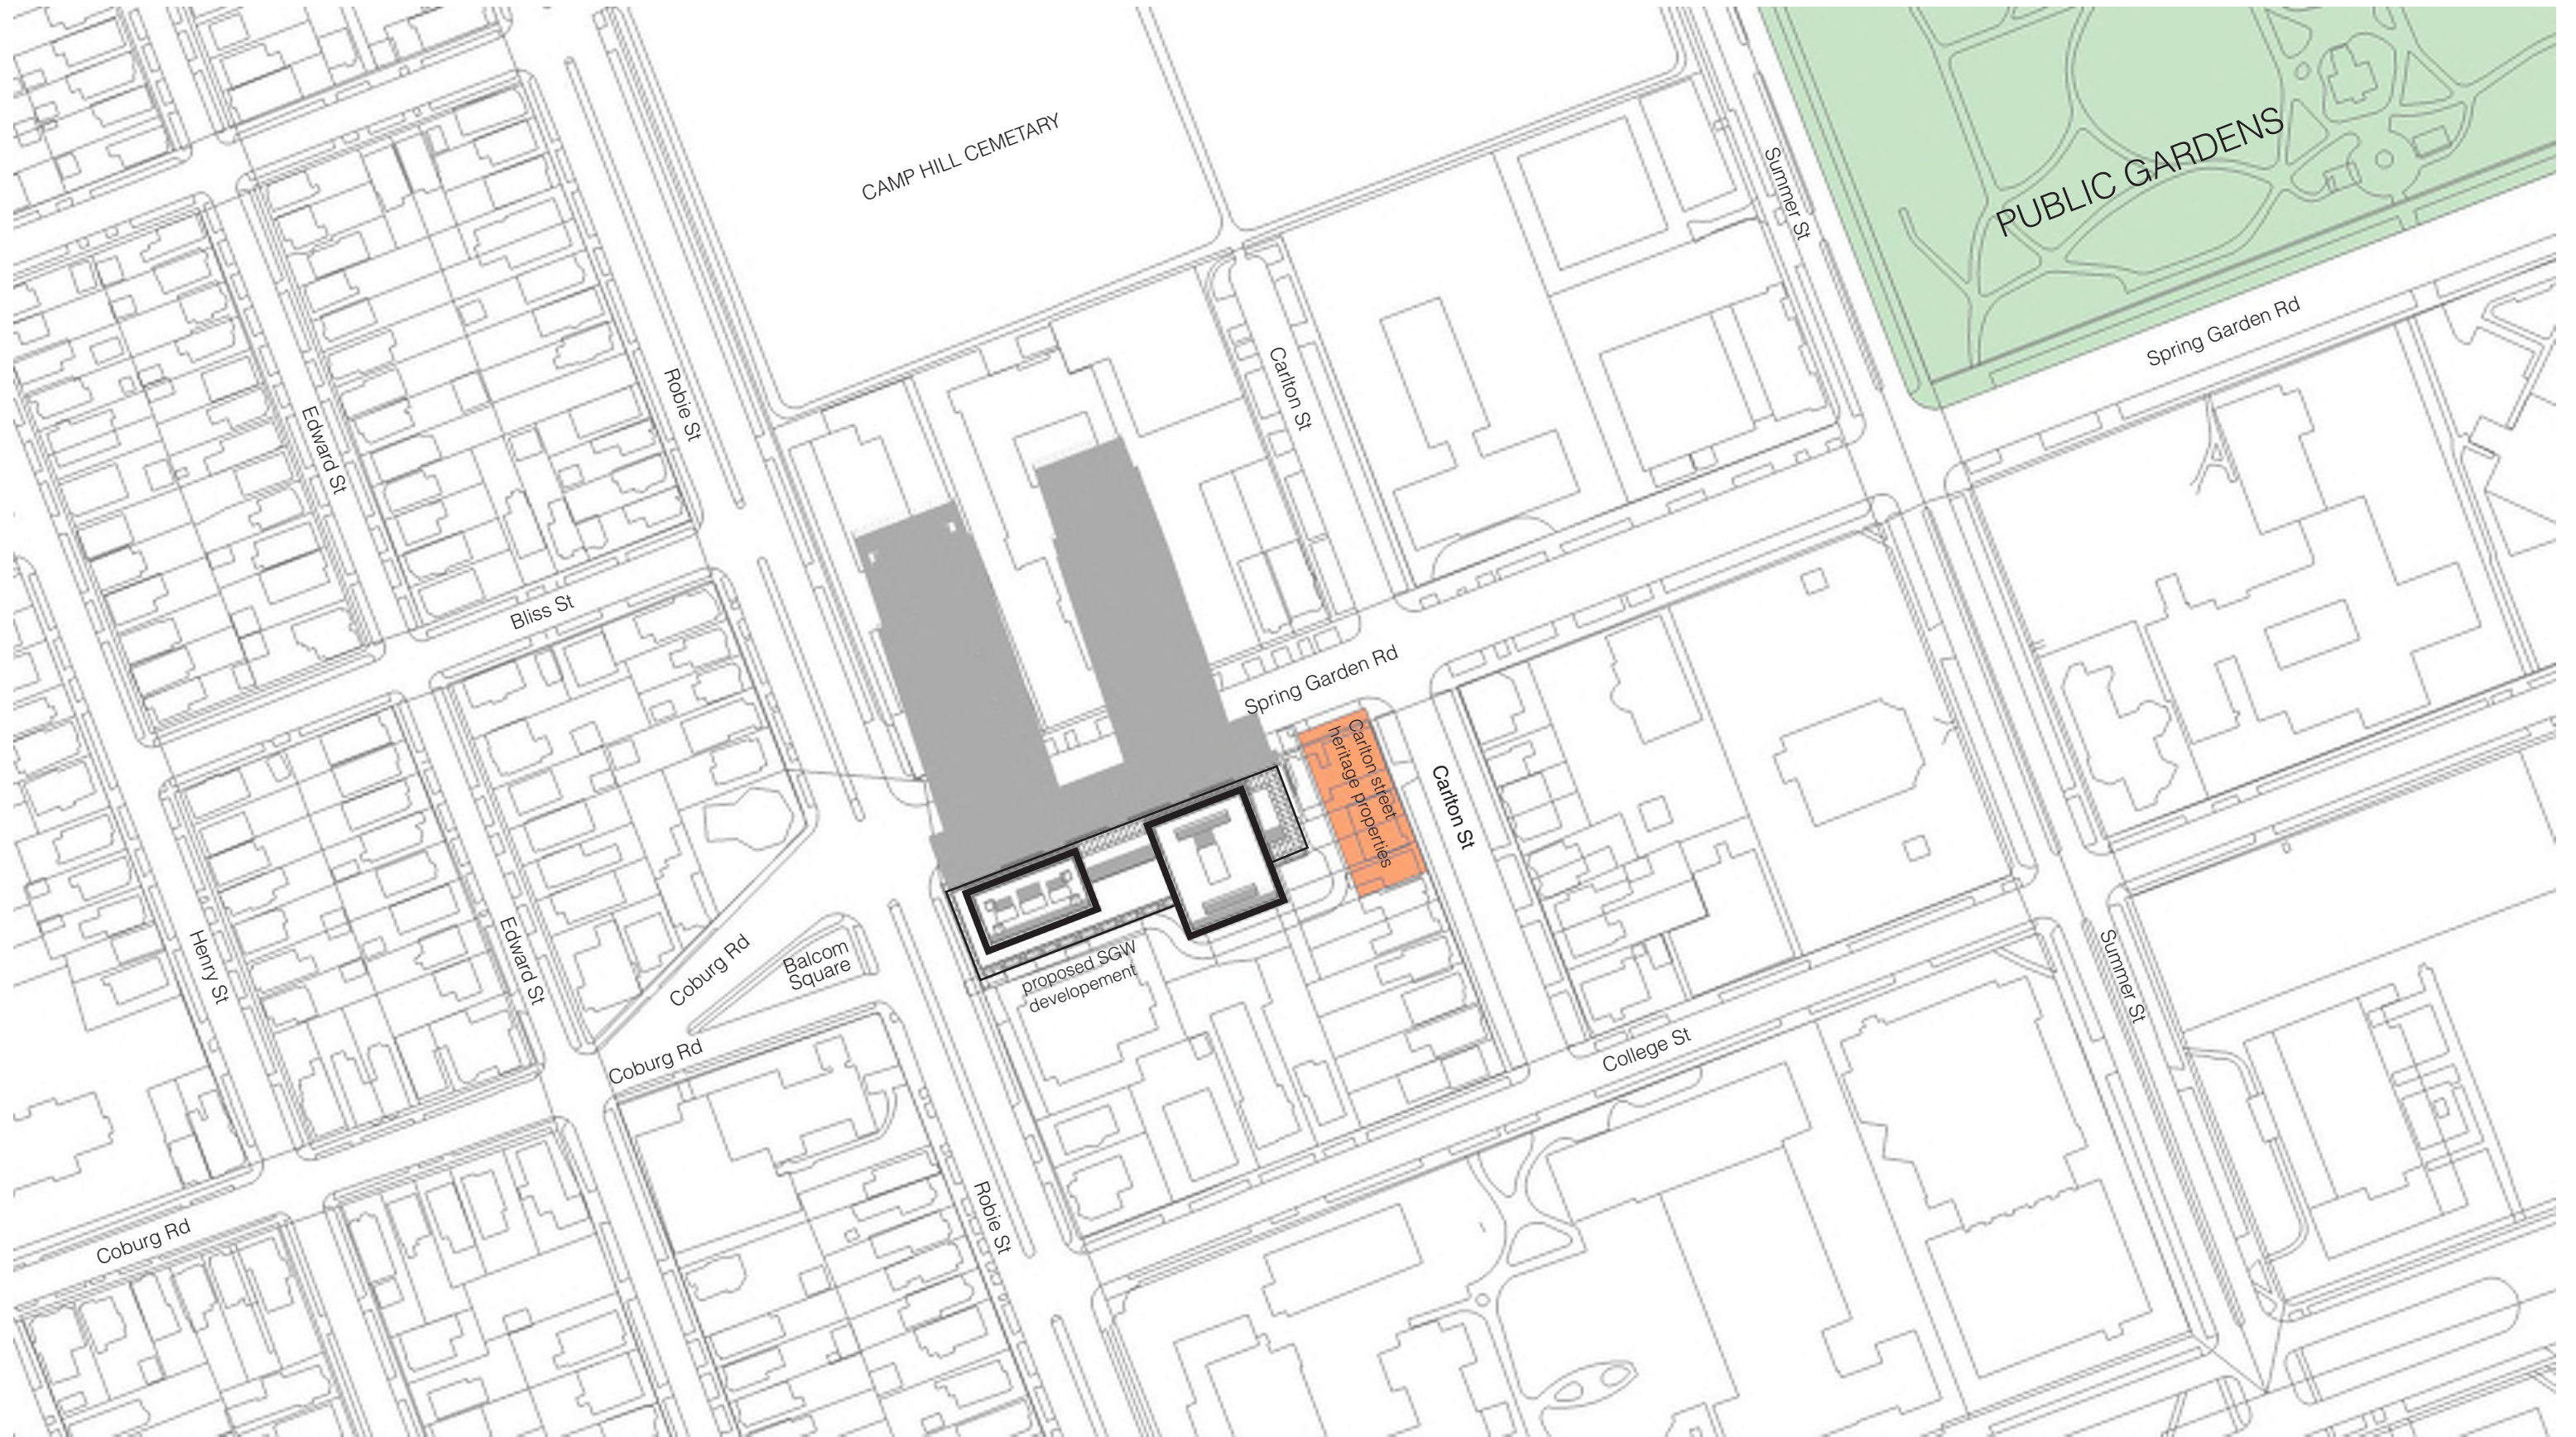 CAMP HILL CEMETARY
PUBLIC GARDENS
Summer St
Spring Garden Rd
Carlton St
Robie St
Edward St
Bliss St
Spring Garden Rd
Carlton street
heritage properties
Carlton St
Henry St
Edward St
Coburg Rd
Balcom
Square
proposed SGW
developement
Coburg Rd
College St
Summer St
Robie St
Coburg Rd